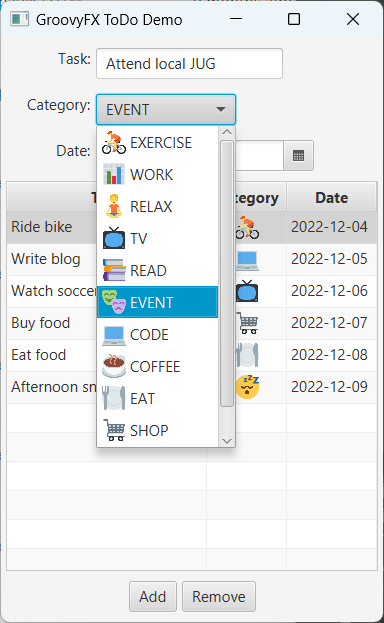 GroovyFX ToDo Demo
Task: Attend local JUG
Category: EVENT
Date:
EXERCISE
WORK
RELAX
TV
READ
EVENT
CODE
COFFEE
EAT
SHOP
T tegory Date
Ride bike 2022-12-04
Write blog 2022-12-05
Watch soccer 2022-12-06
Buy food 2022-12-07
Eat food 2022-12-08
Afternoon sn 2022-12-09
Add Remove